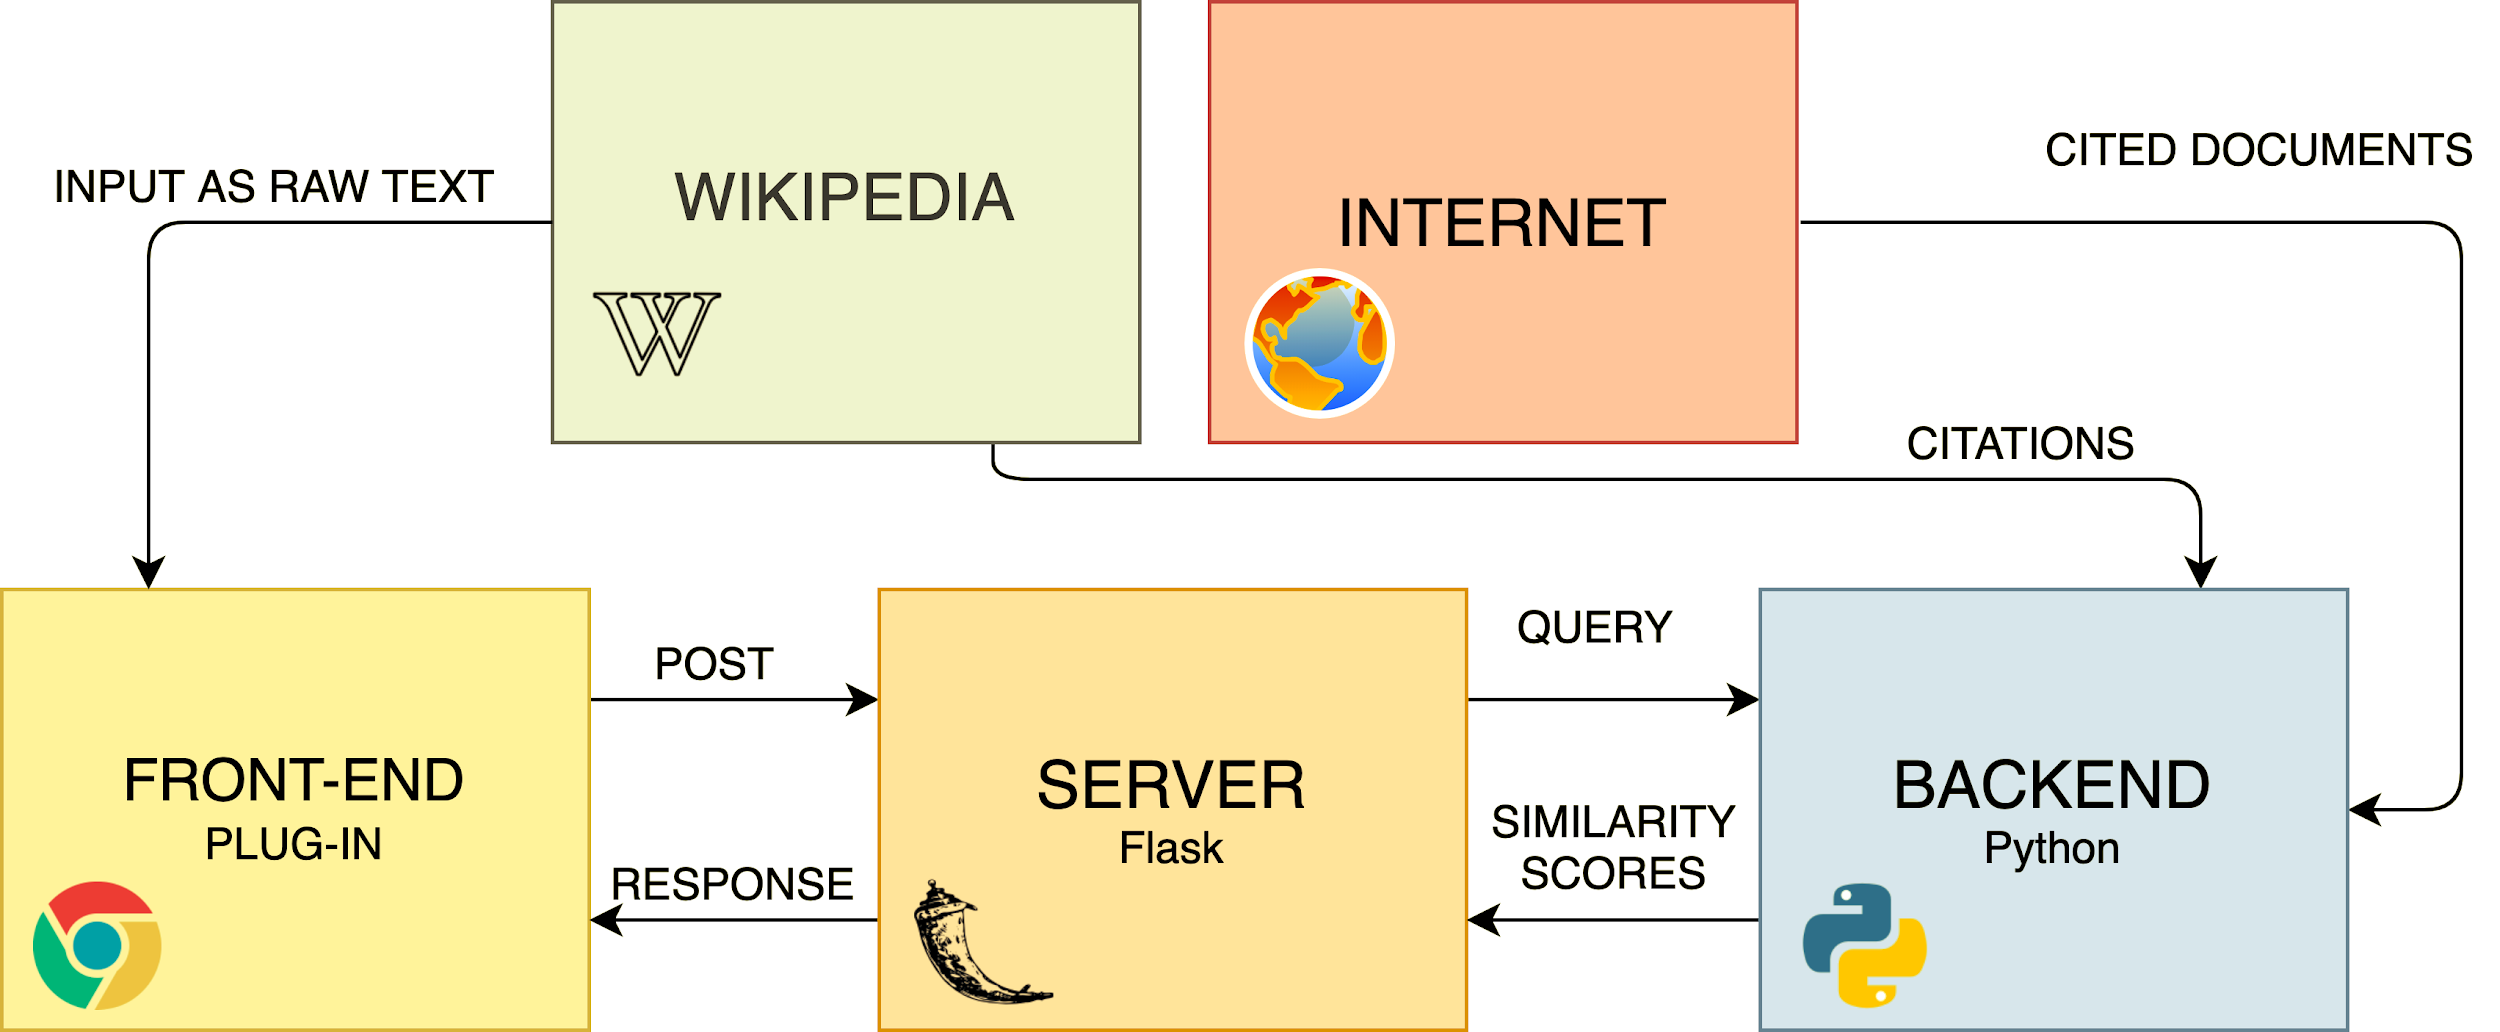 WIKIPEDIA
INTERNET
CITED DOCUMENTS
INPUT AS RAW TEXT
CITATIONS
POST
QUERY
FRONT-END
PLUG-IN
SERVER
Flask
BACKEND
Python
RESPONSE
SIMILARITY
SCORES